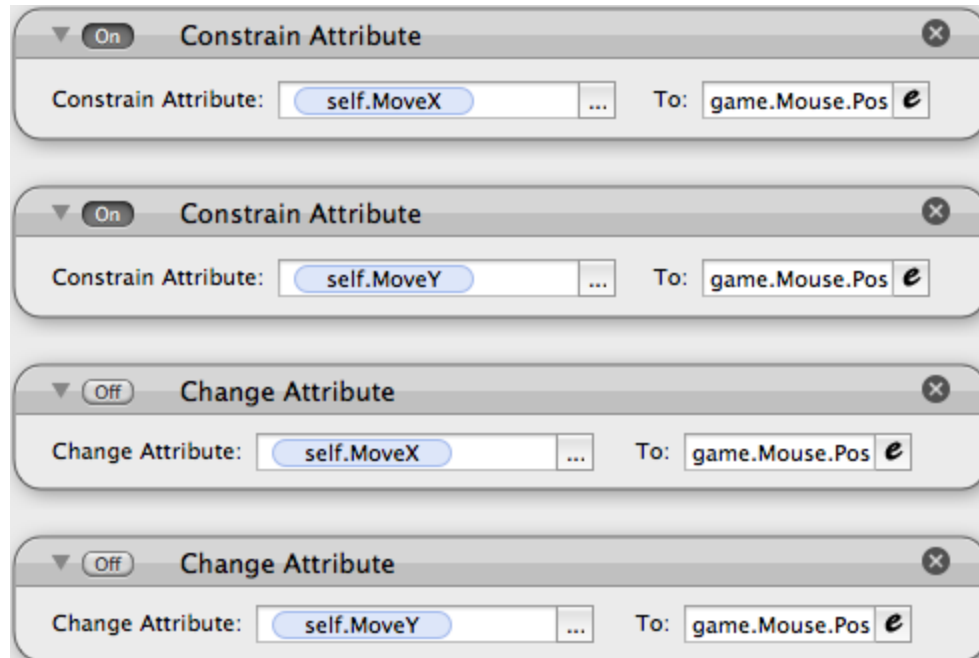 On Constrain Attribute
Constrain Attribute: self.MoveX ... To: game.Mouse.Pos e
On Constrain Attribute
Constrain Attribute: self.MoveY ... To: game.Mouse.Pos e
Off Change Attribute
Change Attribute: self.MoveX ... To: game.Mouse.Pos e
Off Change Attribute
Change Attribute: self.MoveY ... To: game.Mouse.Pos e